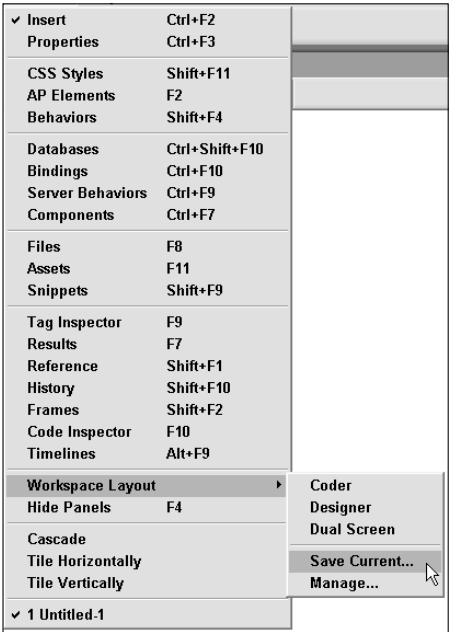 ✓ Insert Ctrl+F2
Properties Ctrl+F3
CSS Styles Shift+F11
AP Elements F2
Behaviors Shift+F4
Databases Ctrl+Shift+F10
Bindings Ctrl+F10
Server Behaviors Ctrl+F9
Components Ctrl+F7
Files F8
Assets F11
Snippets Shift+F9
Tag Inspector F9
Results F7
Reference Shift+F1
History Shift+F10
Frames Shift+F2
Code Inspector F10
Timelines Alt+F9
Workspace Layout
Hide Panels F4
Cascade
Tile Horizontally
Tile Vertically
✓ 1 Untitled-1
Coder
Designer
Dual Screen
Save Current...
Manage...